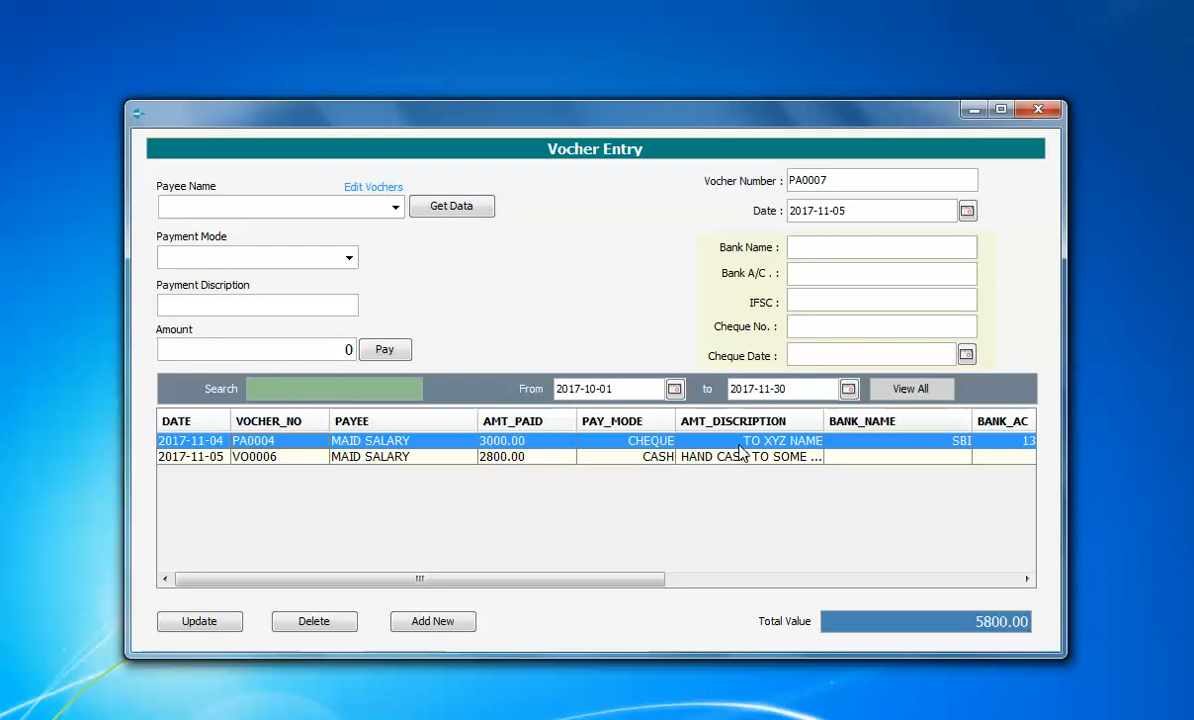 Vocher Entry
Payee Name
Edit Vochers
Get Data
Vocher Number : PA0007
Date : 2017-11-05
Payment Mode
Bank Name :
Bank A/C . :
Payment Discription
IFSC :
Cheque No. :
Amount
0 Pay
Cheque Date :
Search From 2017-10-01 to 2017-11-30 View All
DATE VOCHER_NO PAYEE AMT_PAID PAY_MODE AMT_DISCRIPTION BANK_NAME BANK_AC
2017-11-04 PA0004 MAID SALARY 3000.00 CHEQUE TO XYZ NAME SBI 13
2017-11-05 VO0006 MAID SALARY 2800.00 CASH HAND CASH TO SOME ...
Update Delete Add New Total Value 5800.00